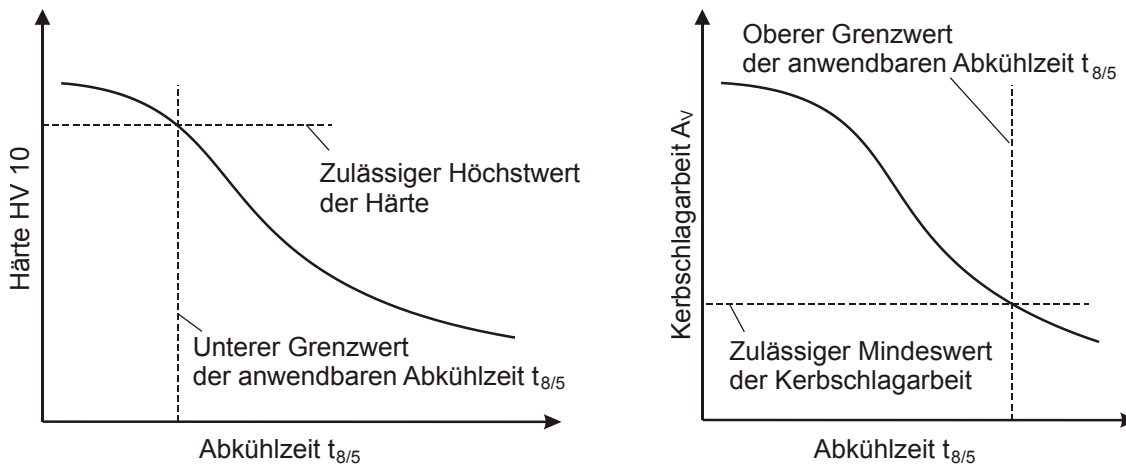 Härte HV 10
Zulässiger Höchstwert
der Härte
Unterer Grenzwert
der anwendbaren Abkühlzeit t8/5
Abkühlzeit t8/5
Oberer Grenzwert
der anwendbaren Abkühlzeit t8/5
Kerbschlagarbeit AV
Zulässiger Mindeswert
der Kerbschlagarbeit
Abkühlzeit t8/5